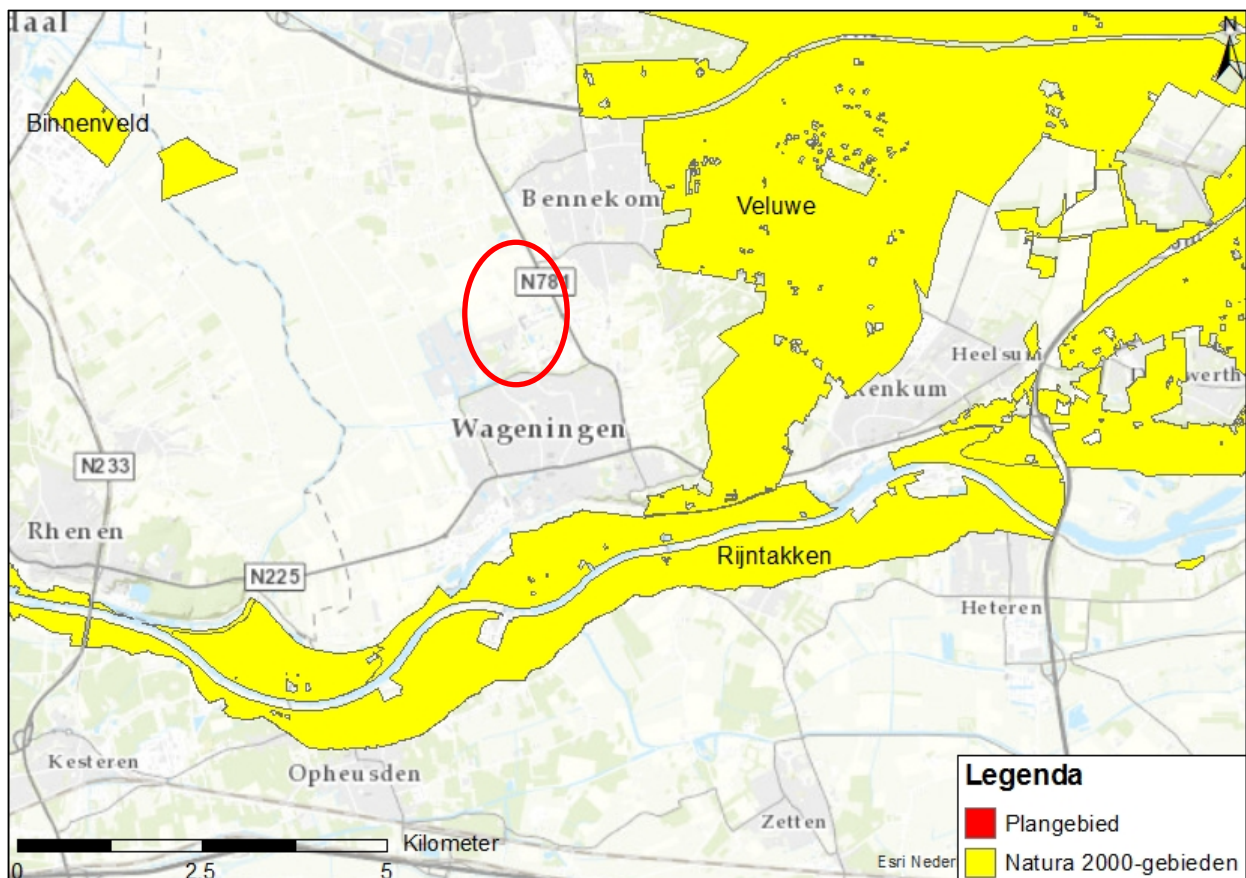 daal
N
Binnenveld
Bennekom
Veluwe
N781
Heelsum
Wageningen
N233
Rhenen
Rijntakken
N225
Heteren
Kesteren
Opheusden
Zetten
Legenda
Plangebied
Natura 2000-gebieden
Kilometer
0 2,5 5
Esri Neder